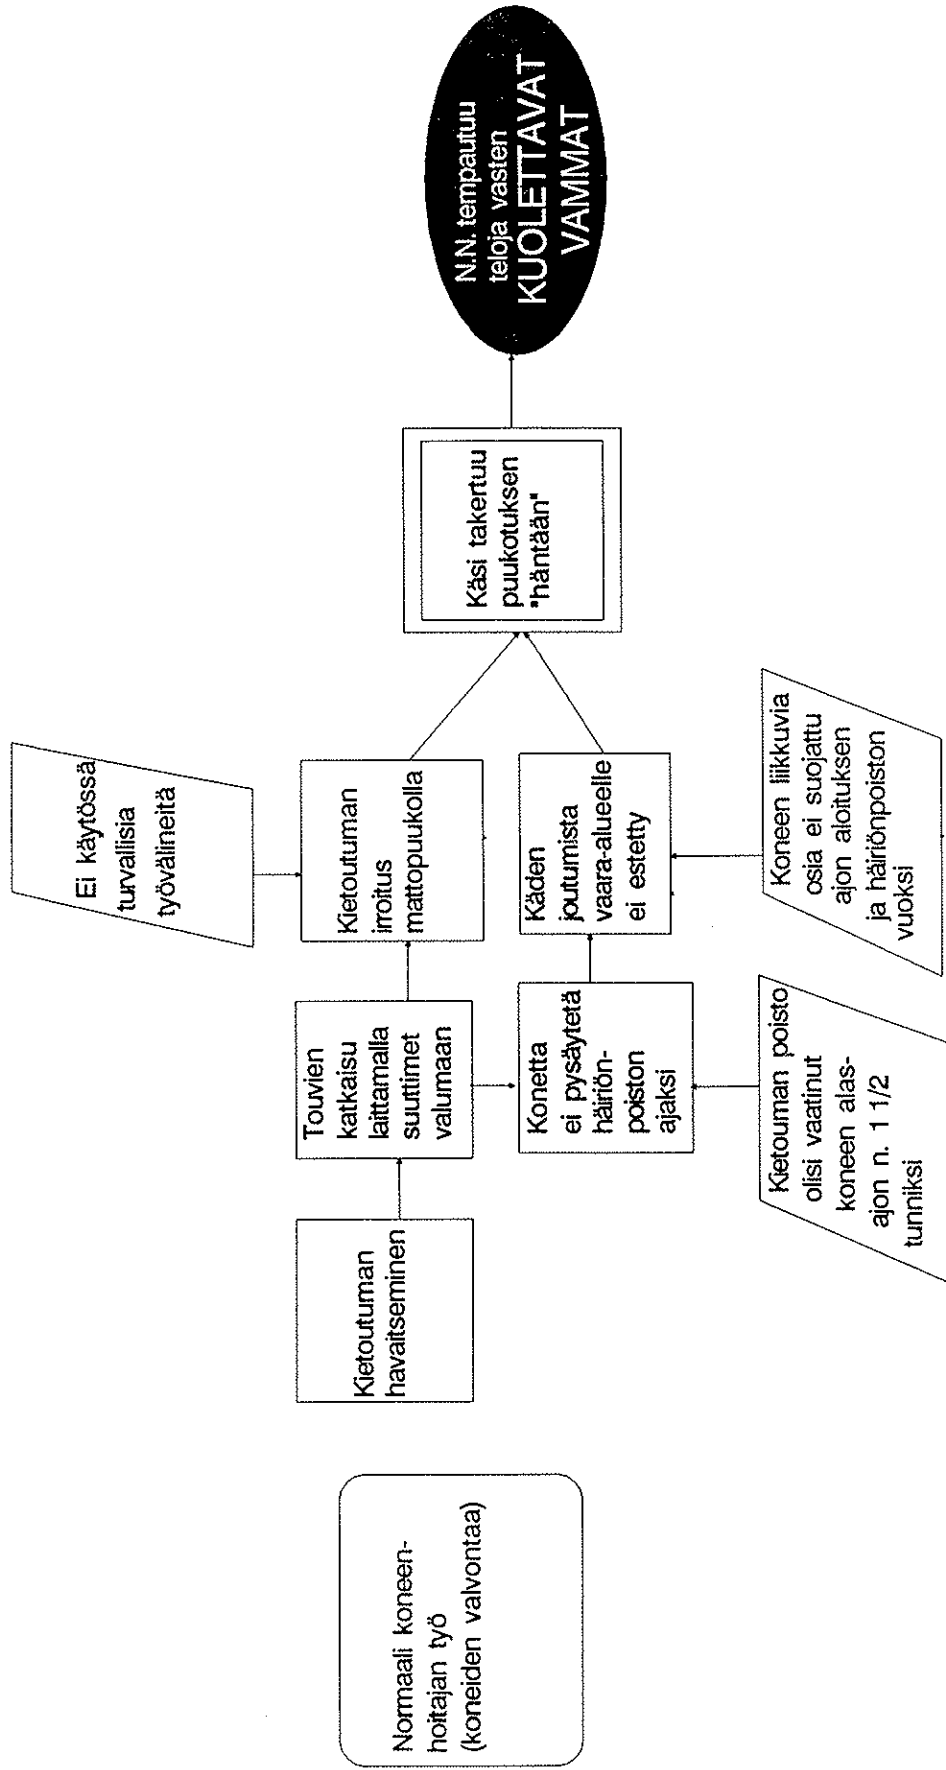 Normaali koneen-
hoitajan työ
(koneiden valvontaa)
Kietoutuman
havaitseminen
Touvien
katkaisu
laittamalla
suuttimet
valumaan
Konetta
ei pysäytetä
häiriön-
poiston
ajaksi
Kietouman poisto
olisi vaatinut
koneen alas-
ajon n. 1 1/2
tunniksi
Ei käytössä
turvallisia
työvälineitä
Kietoutuman
irroitus
mattopuukolla
Käden
joutumista
vaara-alueelle
ei estetty
Koneen liikkuvia
osia ei suojattu
ajon aloituksen
ja häiriönpoiston
vuoksi
Käsi takertuu
puukotuksen
"häntään"
N.N. tempautuu
teloja vasten
KUOLETTAVAT
VAMMAT